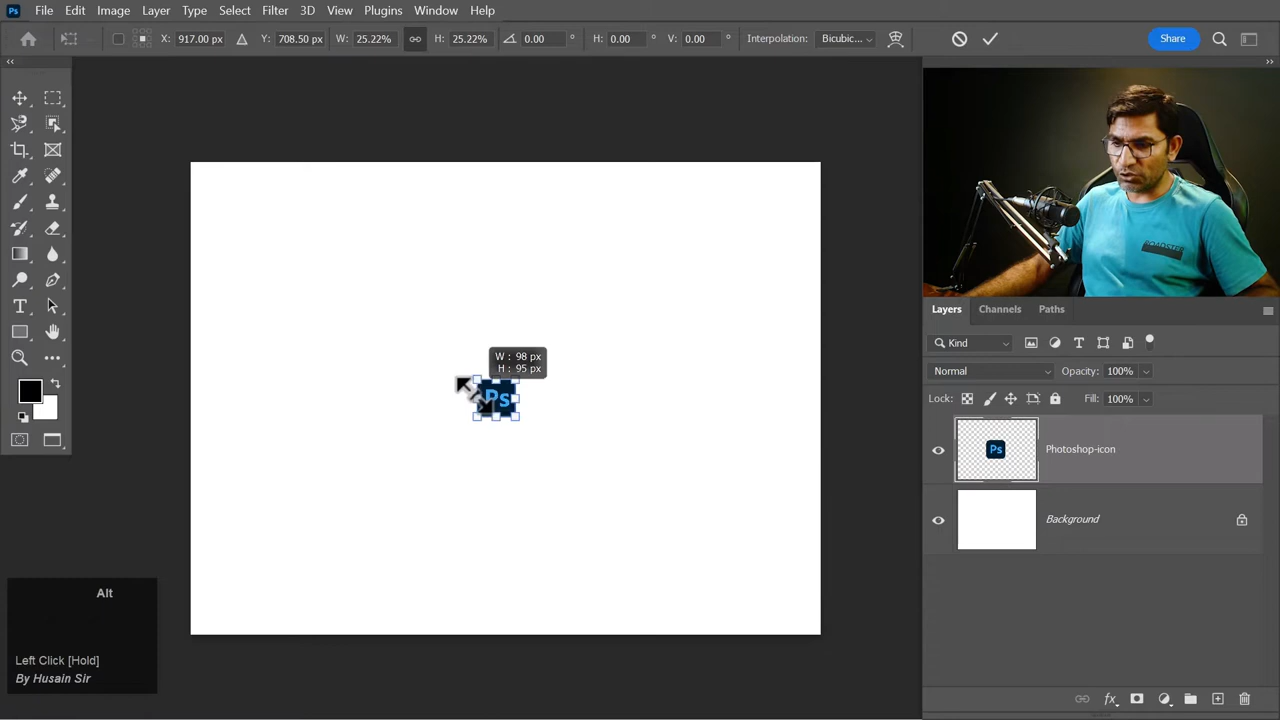 Ps File Edit Image Layer Type Select Filter 3D View Plugins Window Help
X: 917.00 px Y: 708.50 px W: 25.22% H: 25.22% 0.00 ° H: 0.00 ° V: 0.00 ° Interpolation: Bicubic... Share
ROADSTER
Layers Channels Paths
Kind
Normal Opacity: 100%
Lock: Fill: 100%
W : 98 px
H : 95 px
Ps
Ps Photoshop-icon
Background
Alt
Left Click [Hold]
By Husain Sir